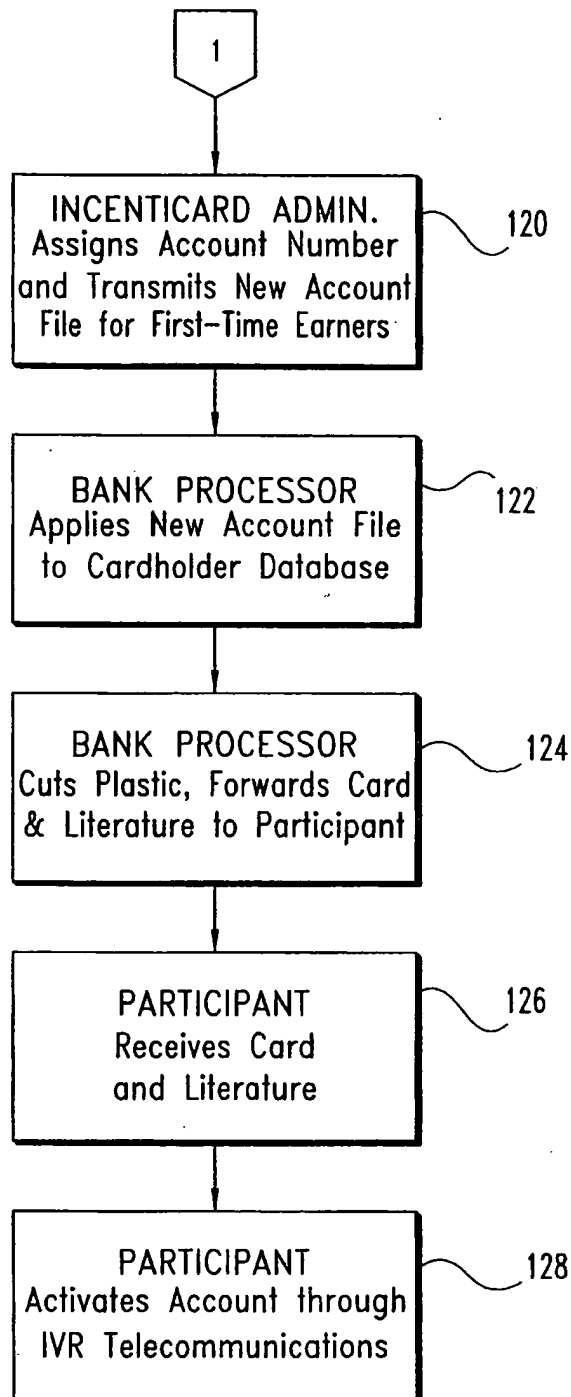 1
INCENTICARD ADMIN.
Assigns Account Number
and Transmits New Account
File for First-Time Earners
120
BANK PROCESSOR
Applies New Account File
to Cardholder Database
122
BANK PROCESSOR
Cuts Plastic, Forwards Card
& Literature to Participant
124
PARTICIPANT
Receives Card
and Literature
126
PARTICIPANT
Activates Account through
IVR Telecommunications
128